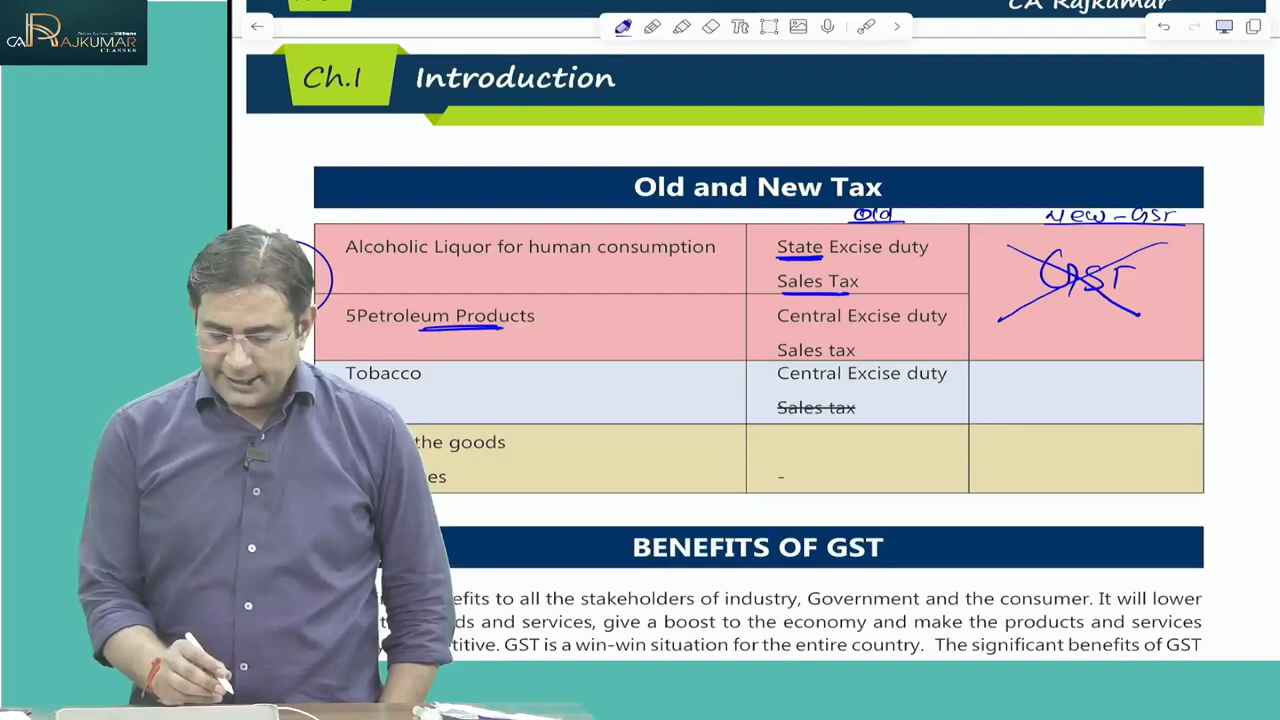 CA RAJKUMAR
CLASSES
CA Rajkumar
Tt
Ch.1 Introduction
Old and New Tax
Old New-GST
Alcoholic Liquor for human consumption State Excise duty
Sales Tax
GST
5Petroleum Products Central Excise duty
Sales tax
Tobacco Central Excise duty
Sales tax
the goods
es -
BENEFITS OF GST
efits to all the stakeholders of industry, Government and the consumer. It will lower
ds and services, give a boost to the economy and make the products and services
titive. GST is a win-win situation for the entire country. The significant benefits of GST